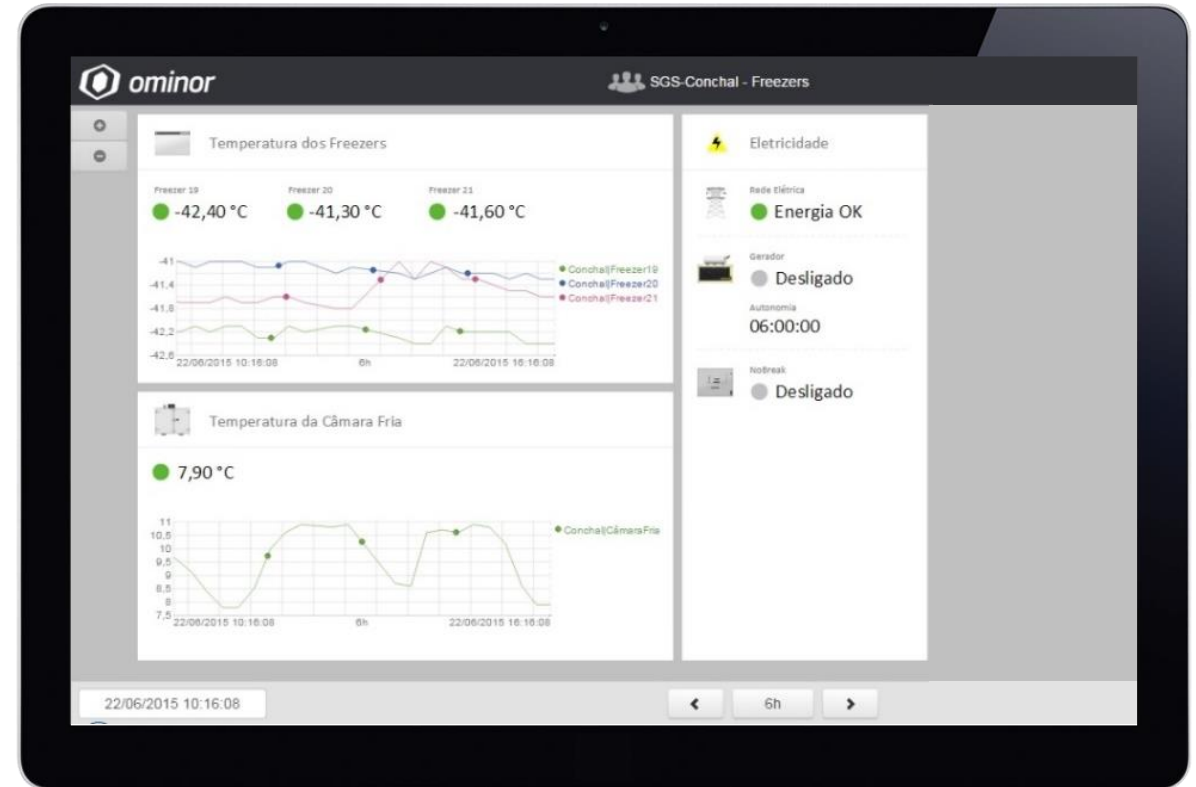 ominor
SGS-Conchal - Freezers
Temperatura dos Freezers
Freezer 19
Freezer 20
Freezer 21
-42,40 °C
-41,30 °C
-41,60 °C
-41
-41,4
-41,8
-42,2
-42,6
22/06/2015 10:16:08
6h
22/06/2015 16:16:08
Conchal|Freezer19
Conchal|Freezer20
Conchal|Freezer21
Temperatura da Câmara Fria
7,90 °C
11
10,5
10
9,5
9
8,5
8
7,5
22/06/2015 10:16:08
6h
22/06/2015 16:16:08
Conchal|CâmaraFria
Eletricidade
Rede Elétrica
Energia OK
Gerador
Desligado
Autonomia
06:00:00
NoBreak
Desligado
22/06/2015 10:16:08
6h